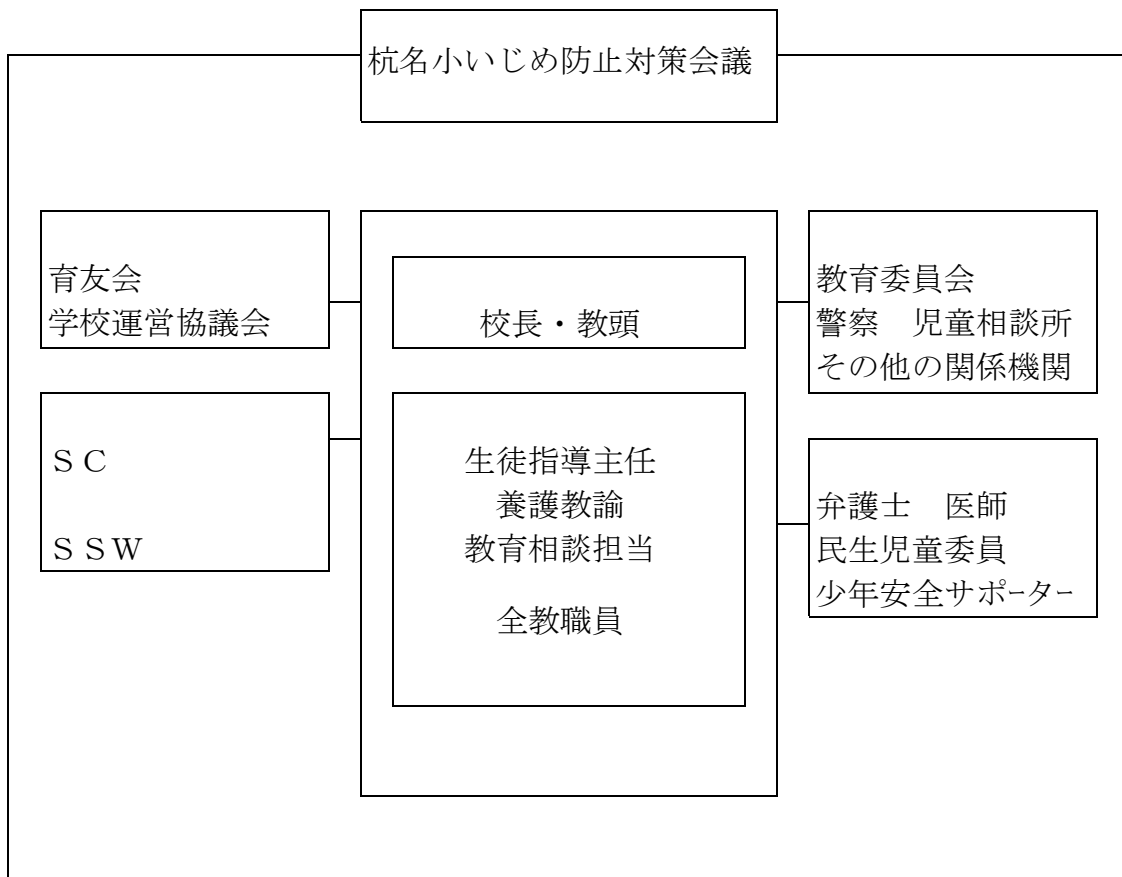 杭名小いじめ防止対策会議
育友会
学校運営協議会
ＳＣ
ＳＳＷ
校長・教頭
生徒指導主任
養護教諭
教育相談担当
全教職員
教育委員会
警察　児童相談所
その他の関係機関
弁護士　医師
民生児童委員
少年安全サポーター